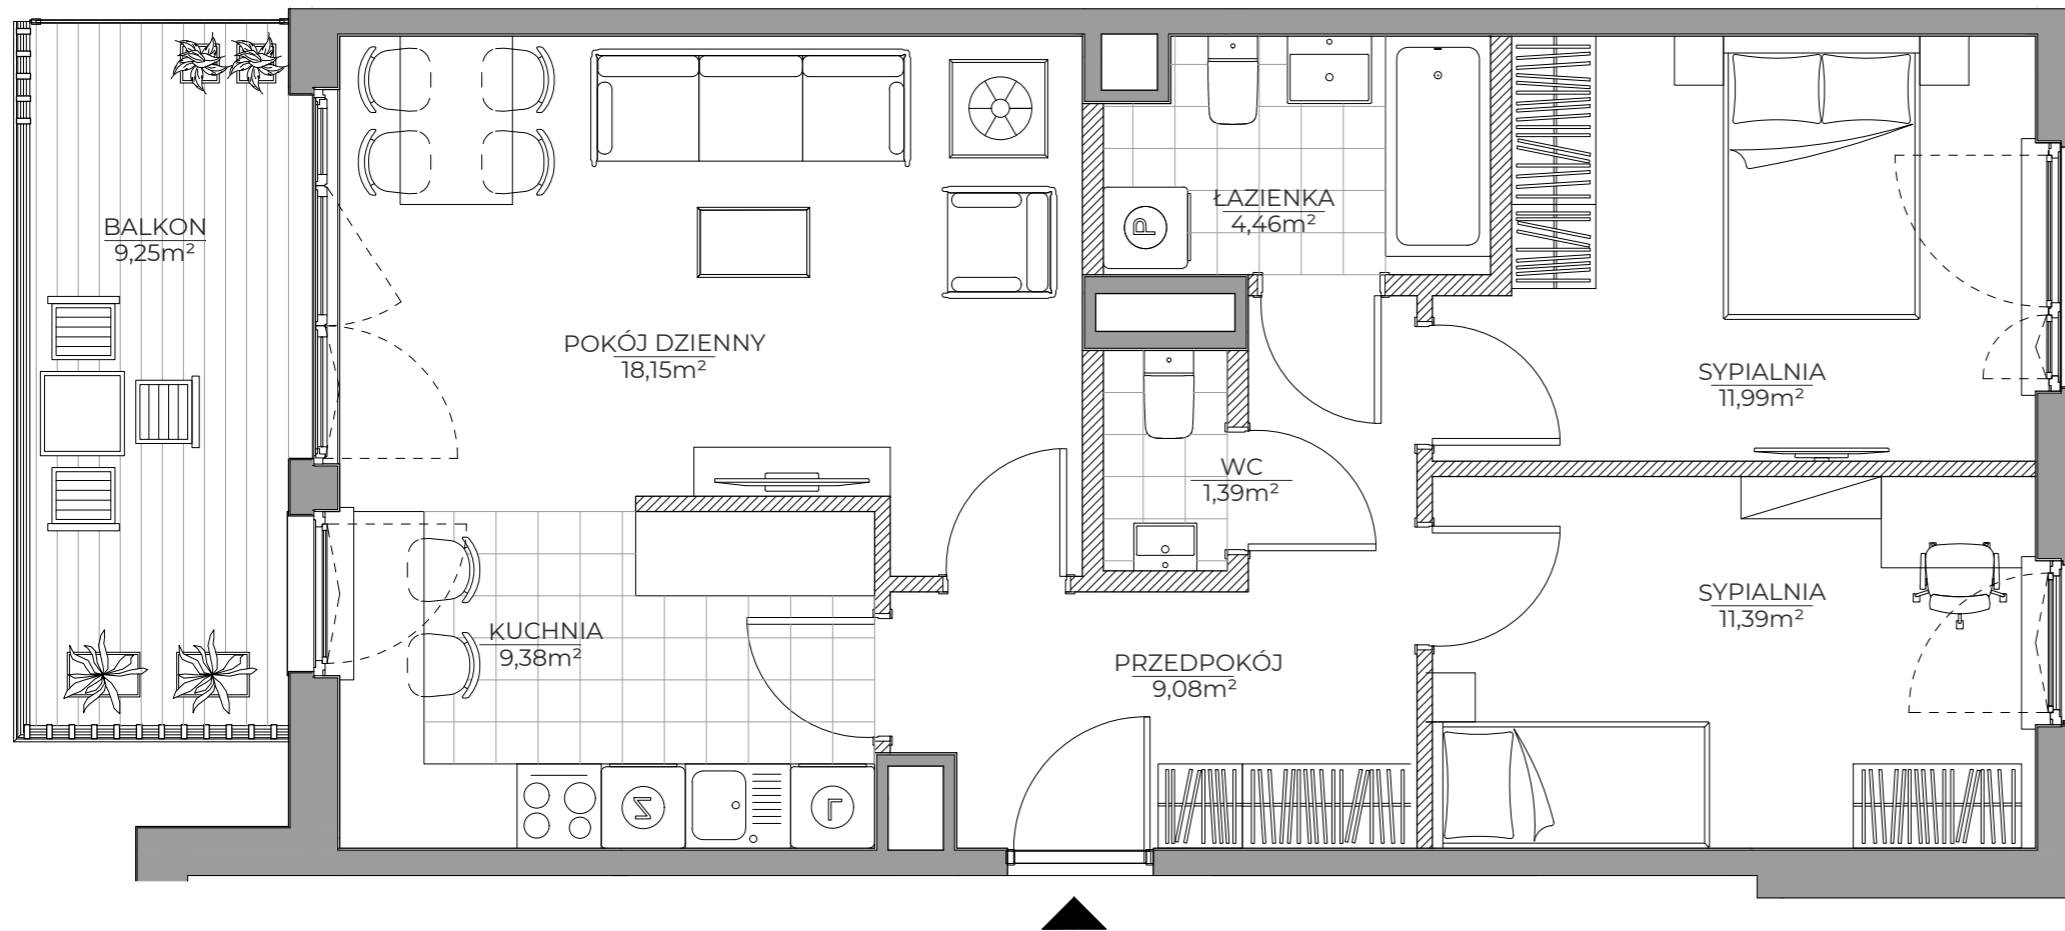 BALKON
9,25m²
POKÓJ DZIENNY
18,15m²
ŁAZIENKA
4,46m²
P
SYPIALNIA
11,99m²
WC
1,39m²
KUCHNIA
9,38m²
PRZEDPOKÓJ
9,08m²
SYPIALNIA
11,39m²
Z
L